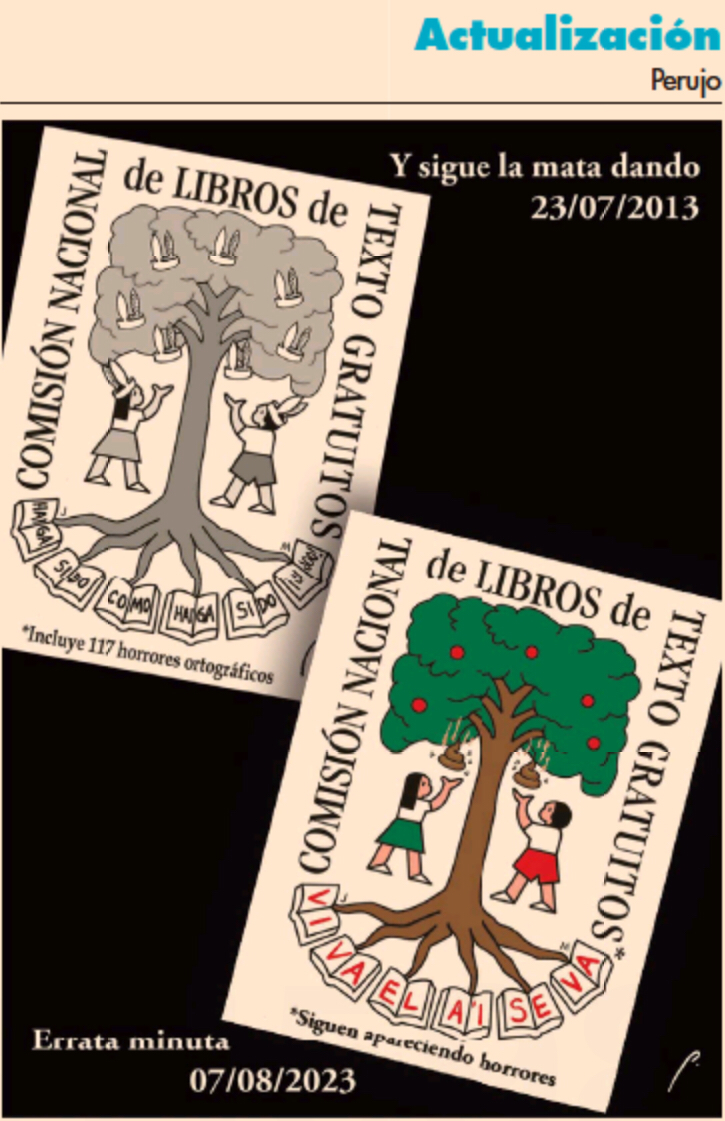 Actualización
Perujo
Y sigue la mata dando
23/07/2013
COMISIÓN NACIONAL
de LIBROS de
TEXTO GRATUITOS
HAIGA
SIDO
COMO
HAIGA
SIDO
*Incluye 117 horrores ortográficos
COMISIÓN NACIONAL
de LIBROS de
TEXTO GRATUITOS*
VIVA EL A'I SE VA
*Siguen apareciendo horrores
Errata minuta
07/08/2023